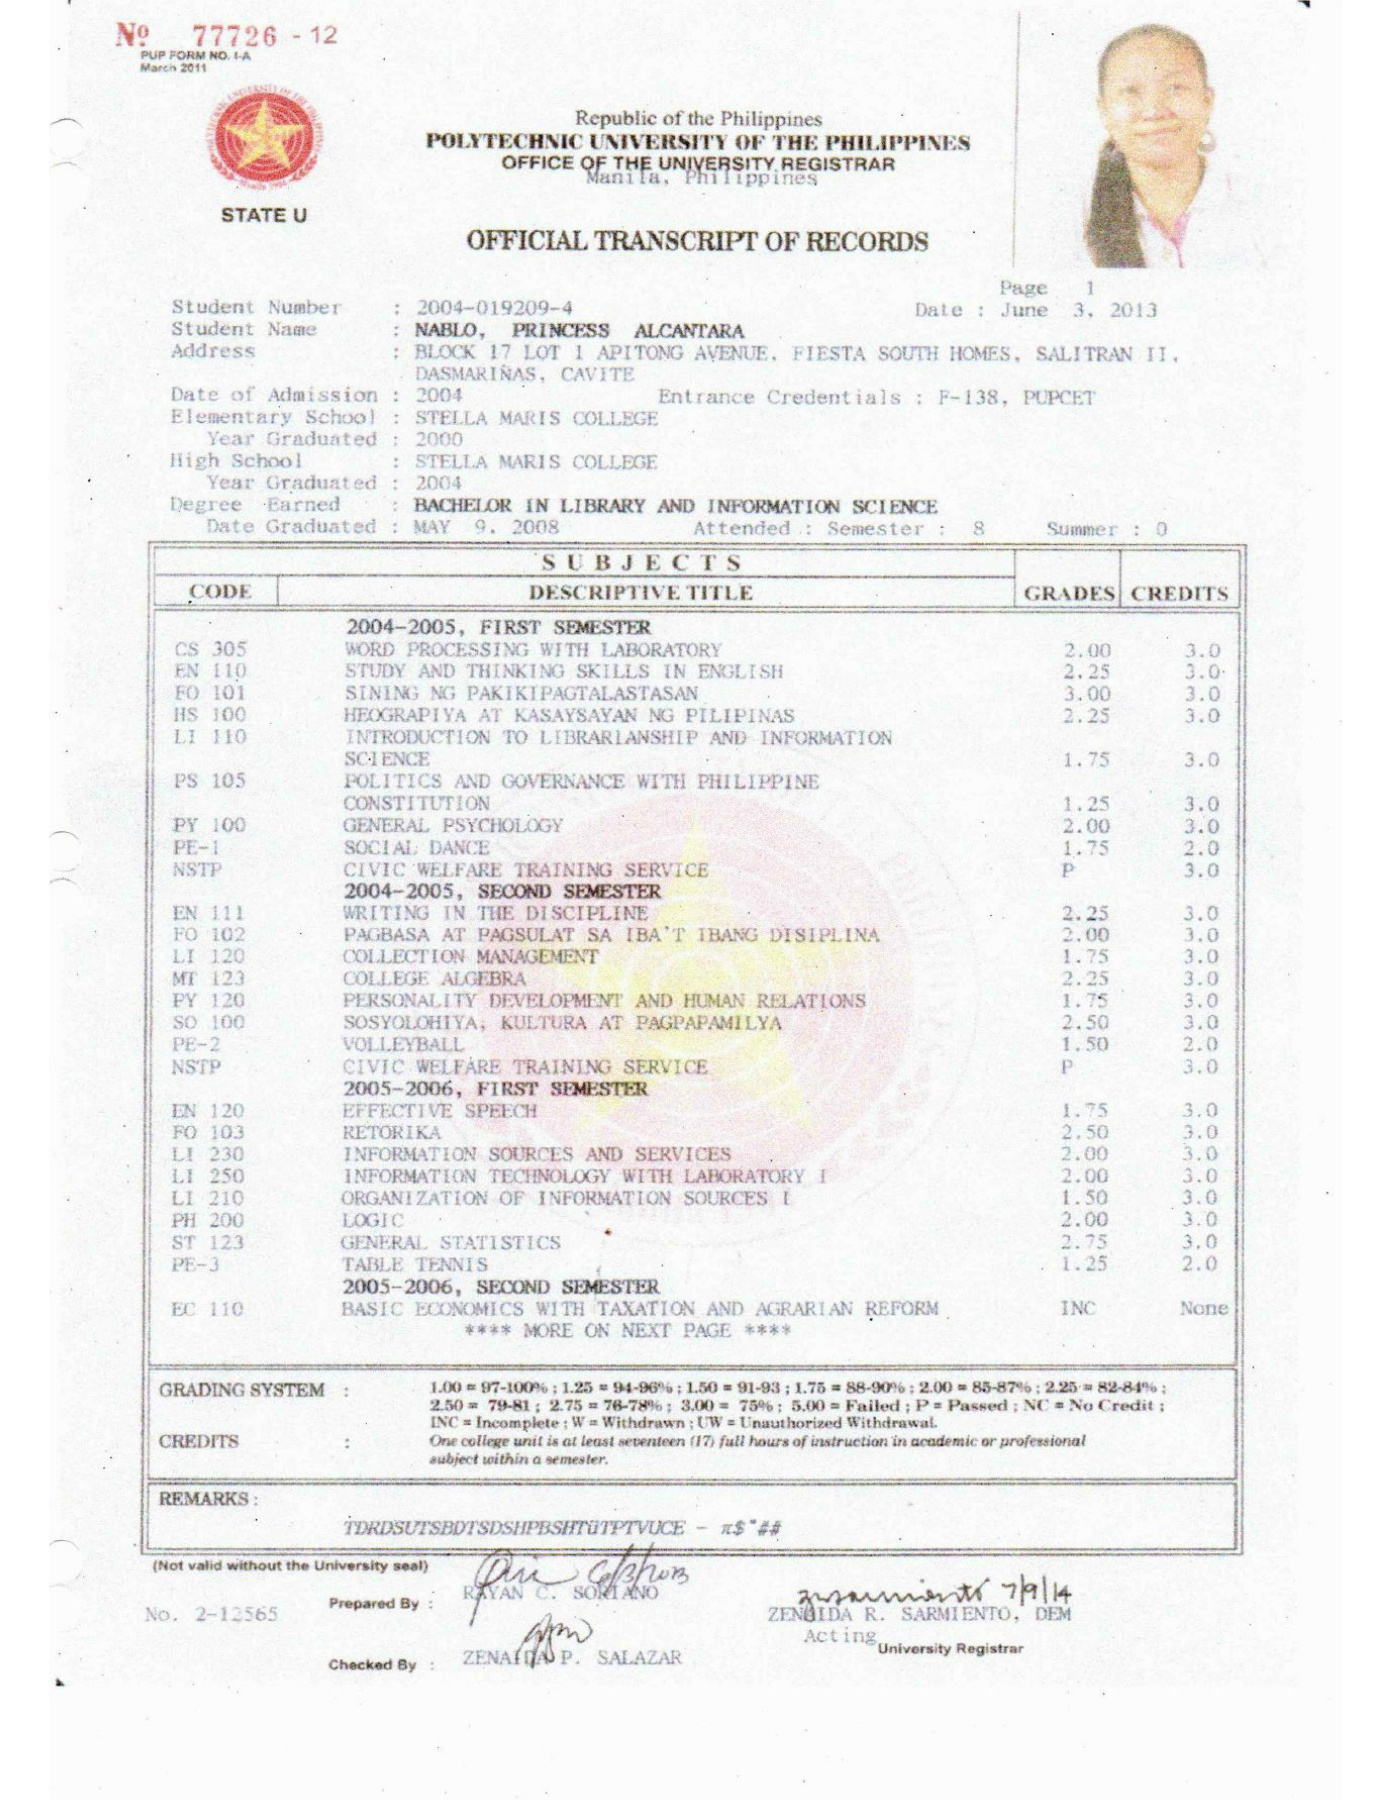 Nº 77726 - 12
PUP FORM NO. I-A
March 2011
STATE U
Republic of the Philippines
POLYTECHNIC UNIVERSITY OF THE PHILIPPINES
OFFICE OF THE UNIVERSITY REGISTRAR
Manila, Philippines
OFFICIAL TRANSCRIPT OF RECORDS
Page 1
Student Number : 2004-019209-4 Date : June 3, 2013
Student Name : NABLO, PRINCESS ALCANTARA
Address : BLOCK 17 LOT 1 APITONG AVENUE, FIESTA SOUTH HOMES, SALITRAN II,
DASMARIÑAS, CAVITE
Date of Admission : 2004 Entrance Credentials : F-138, PUPCET
Elementary School : STELLA MARIS COLLEGE
Year Graduated : 2000
High School : STELLA MARIS COLLEGE
Year Graduated : 2004
Degree Earned : BACHELOR IN LIBRARY AND INFORMATION SCIENCE
Date Graduated : MAY 9, 2008 Attended : Semester : 8 Summer : 0
SUBJECTS
CODE DESCRIPTIVE TITLE GRADES CREDITS
2004-2005, FIRST SEMESTER
CS 305 WORD PROCESSING WITH LABORATORY 2.00 3.0
EN 110 STUDY AND THINKING SKILLS IN ENGLISH 2.25 3.0
FO 101 SINING NG PAKIKIPAGTALASTASAN 3.00 3.0
HS 100 HEOGRAPIYA AT KASAYSAYAN NG PILIPINAS 2.25 3.0
LI 110 INTRODUCTION TO LIBRARIANSHIP AND INFORMATION
SCIENCE 1.75 3.0
PS 105 POLITICS AND GOVERNANCE WITH PHILIPPINE
CONSTITUTION 1.25 3.0
PY 100 GENERAL PSYCHOLOGY 2.00 3.0
PE-1 SOCIAL DANCE 1.75 2.0
NSTP CIVIC WELFARE TRAINING SERVICE P 3.0
2004-2005, SECOND SEMESTER
EN 111 WRITING IN THE DISCIPLINE 2.25 3.0
FO 102 PAGBASA AT PAGSULAT SA IBA'T IBANG DISIPLINA 2.00 3.0
LI 120 COLLECTION MANAGEMENT 1.75 3.0
MT 123 COLLEGE ALGEBRA 2.25 3.0
PY 120 PERSONALITY DEVELOPMENT AND HUMAN RELATIONS 1.75 3.0
SO 100 SOSYOLOHIYA, KULTURA AT PAGPAPAMILYA 2.50 3.0
PE-2 VOLLEYBALL 1.50 2.0
NSTP CIVIC WELFARE TRAINING SERVICE P 3.0
2005-2006, FIRST SEMESTER
EN 120 EFFECTIVE SPEECH 1.75 3.0
FO 103 RETORIKA 2.50 3.0
LI 230 INFORMATION SOURCES AND SERVICES 2.00 3.0
LI 250 INFORMATION TECHNOLOGY WITH LABORATORY I 2.00 3.0
LI 210 ORGANIZATION OF INFORMATION SOURCES I 1.50 3.0
PH 200 LOGIC 2.00 3.0
ST 123 GENERAL STATISTICS 2.75 3.0
PE-3 TABLE TENNIS 1.25 2.0
2005-2006, SECOND SEMESTER
EC 110 BASIC ECONOMICS WITH TAXATION AND AGRARIAN REFORM INC None
**** MORE ON NEXT PAGE ****
GRADING SYSTEM : 1.00 = 97-100% ; 1.25 = 94-96% ; 1.50 = 91-93 ; 1.75 = 88-90% ; 2.00 = 85-87% ; 2.25 = 82-84% ;
2.50 = 79-81 ; 2.75 = 76-78% ; 3.00 = 75% ; 5.00 = Failed ; P = Passed ; NC = No Credit ;
INC = Incomplete ; W = Withdrawn ; UW = Unauthorized Withdrawal.
CREDITS : One college unit is at least seventeen (17) full hours of instruction in academic or professional
subject within a semester.
REMARKS :
TDRDSUTSBDTSDSHPBSHTÜTPTVUCE - π$"##
(Not valid without the University seal)
6/3/2013
Prepared By : RAYAN C. SORIANO
7/9/14
No. 2-12565
ZENAIDA R. SARMIENTO, DEM
Acting
University Registrar
Checked By : ZENAIDA P. SALAZAR